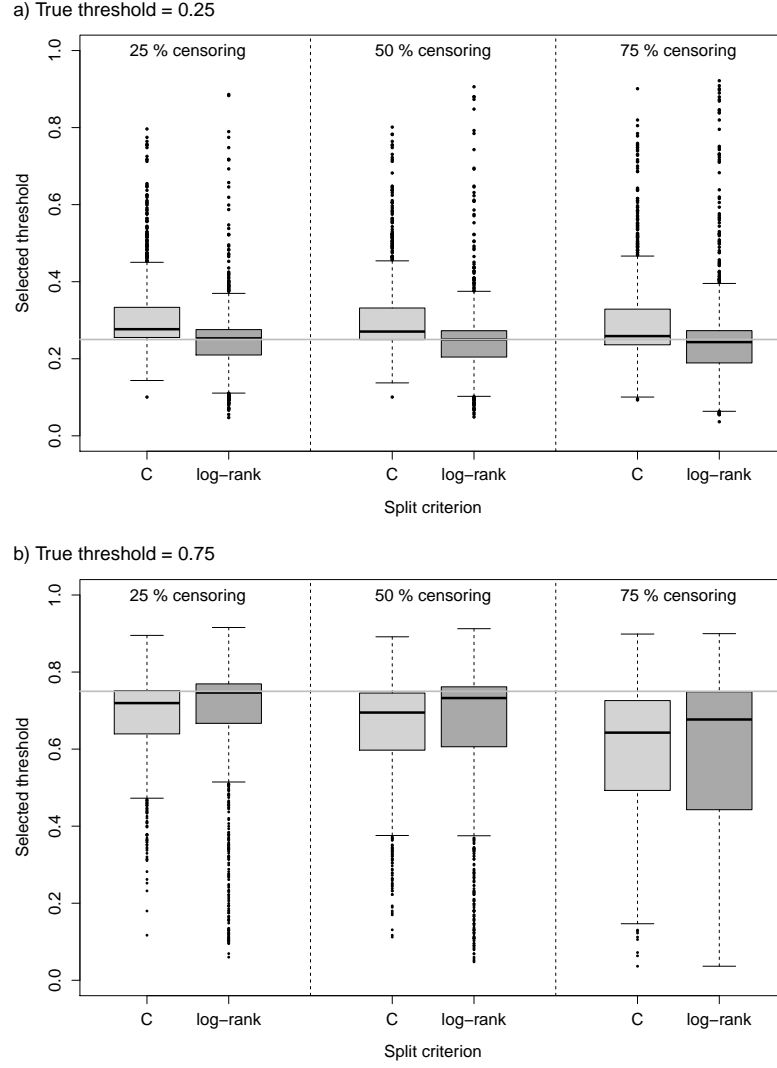 a) True threshold = 0.25
25 % censoring 50 % censoring 75 % censoring
1.0
0.8
0.6
0.4
0.2
0.0
Selected threshold
C log−rank C log−rank C log−rank
Split criterion
b) True threshold = 0.75
25 % censoring 50 % censoring 75 % censoring
1.0
0.8
0.6
0.4
0.2
0.0
Selected threshold
C log−rank C log−rank C log−rank
Split criterion